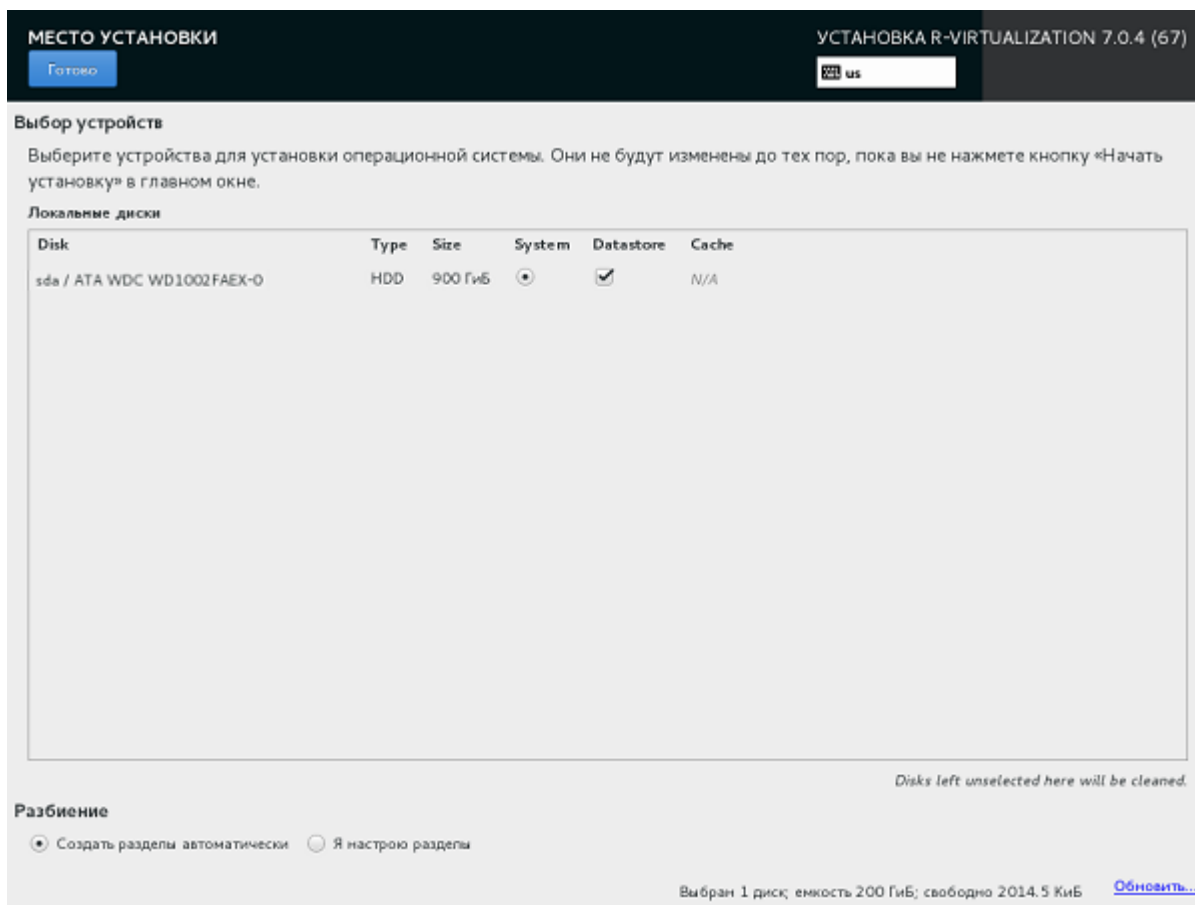 МЕСТО УСТАНОВКИ
УСТАНОВКА R-VIRTUALIZATION 7.0.4 (67)
Готово
us
Выбор устройств
Выберите устройства для установки операционной системы. Они не будут изменены до тех пор, пока вы не нажмете кнопку «Начать
установку» в главном окне.
Локальные диски
Disk Type Size System Datastore Cache
sda / ATA WDC WD1002FAEX-0 HDD 900 ГиБ N/A
Disks left unselected here will be cleaned.
Разбиение
Создать разделы автоматически Я настрою разделы
Выбран 1 диск; емкость 200 ГиБ; свободно 2014.5 КиБ Обновить...